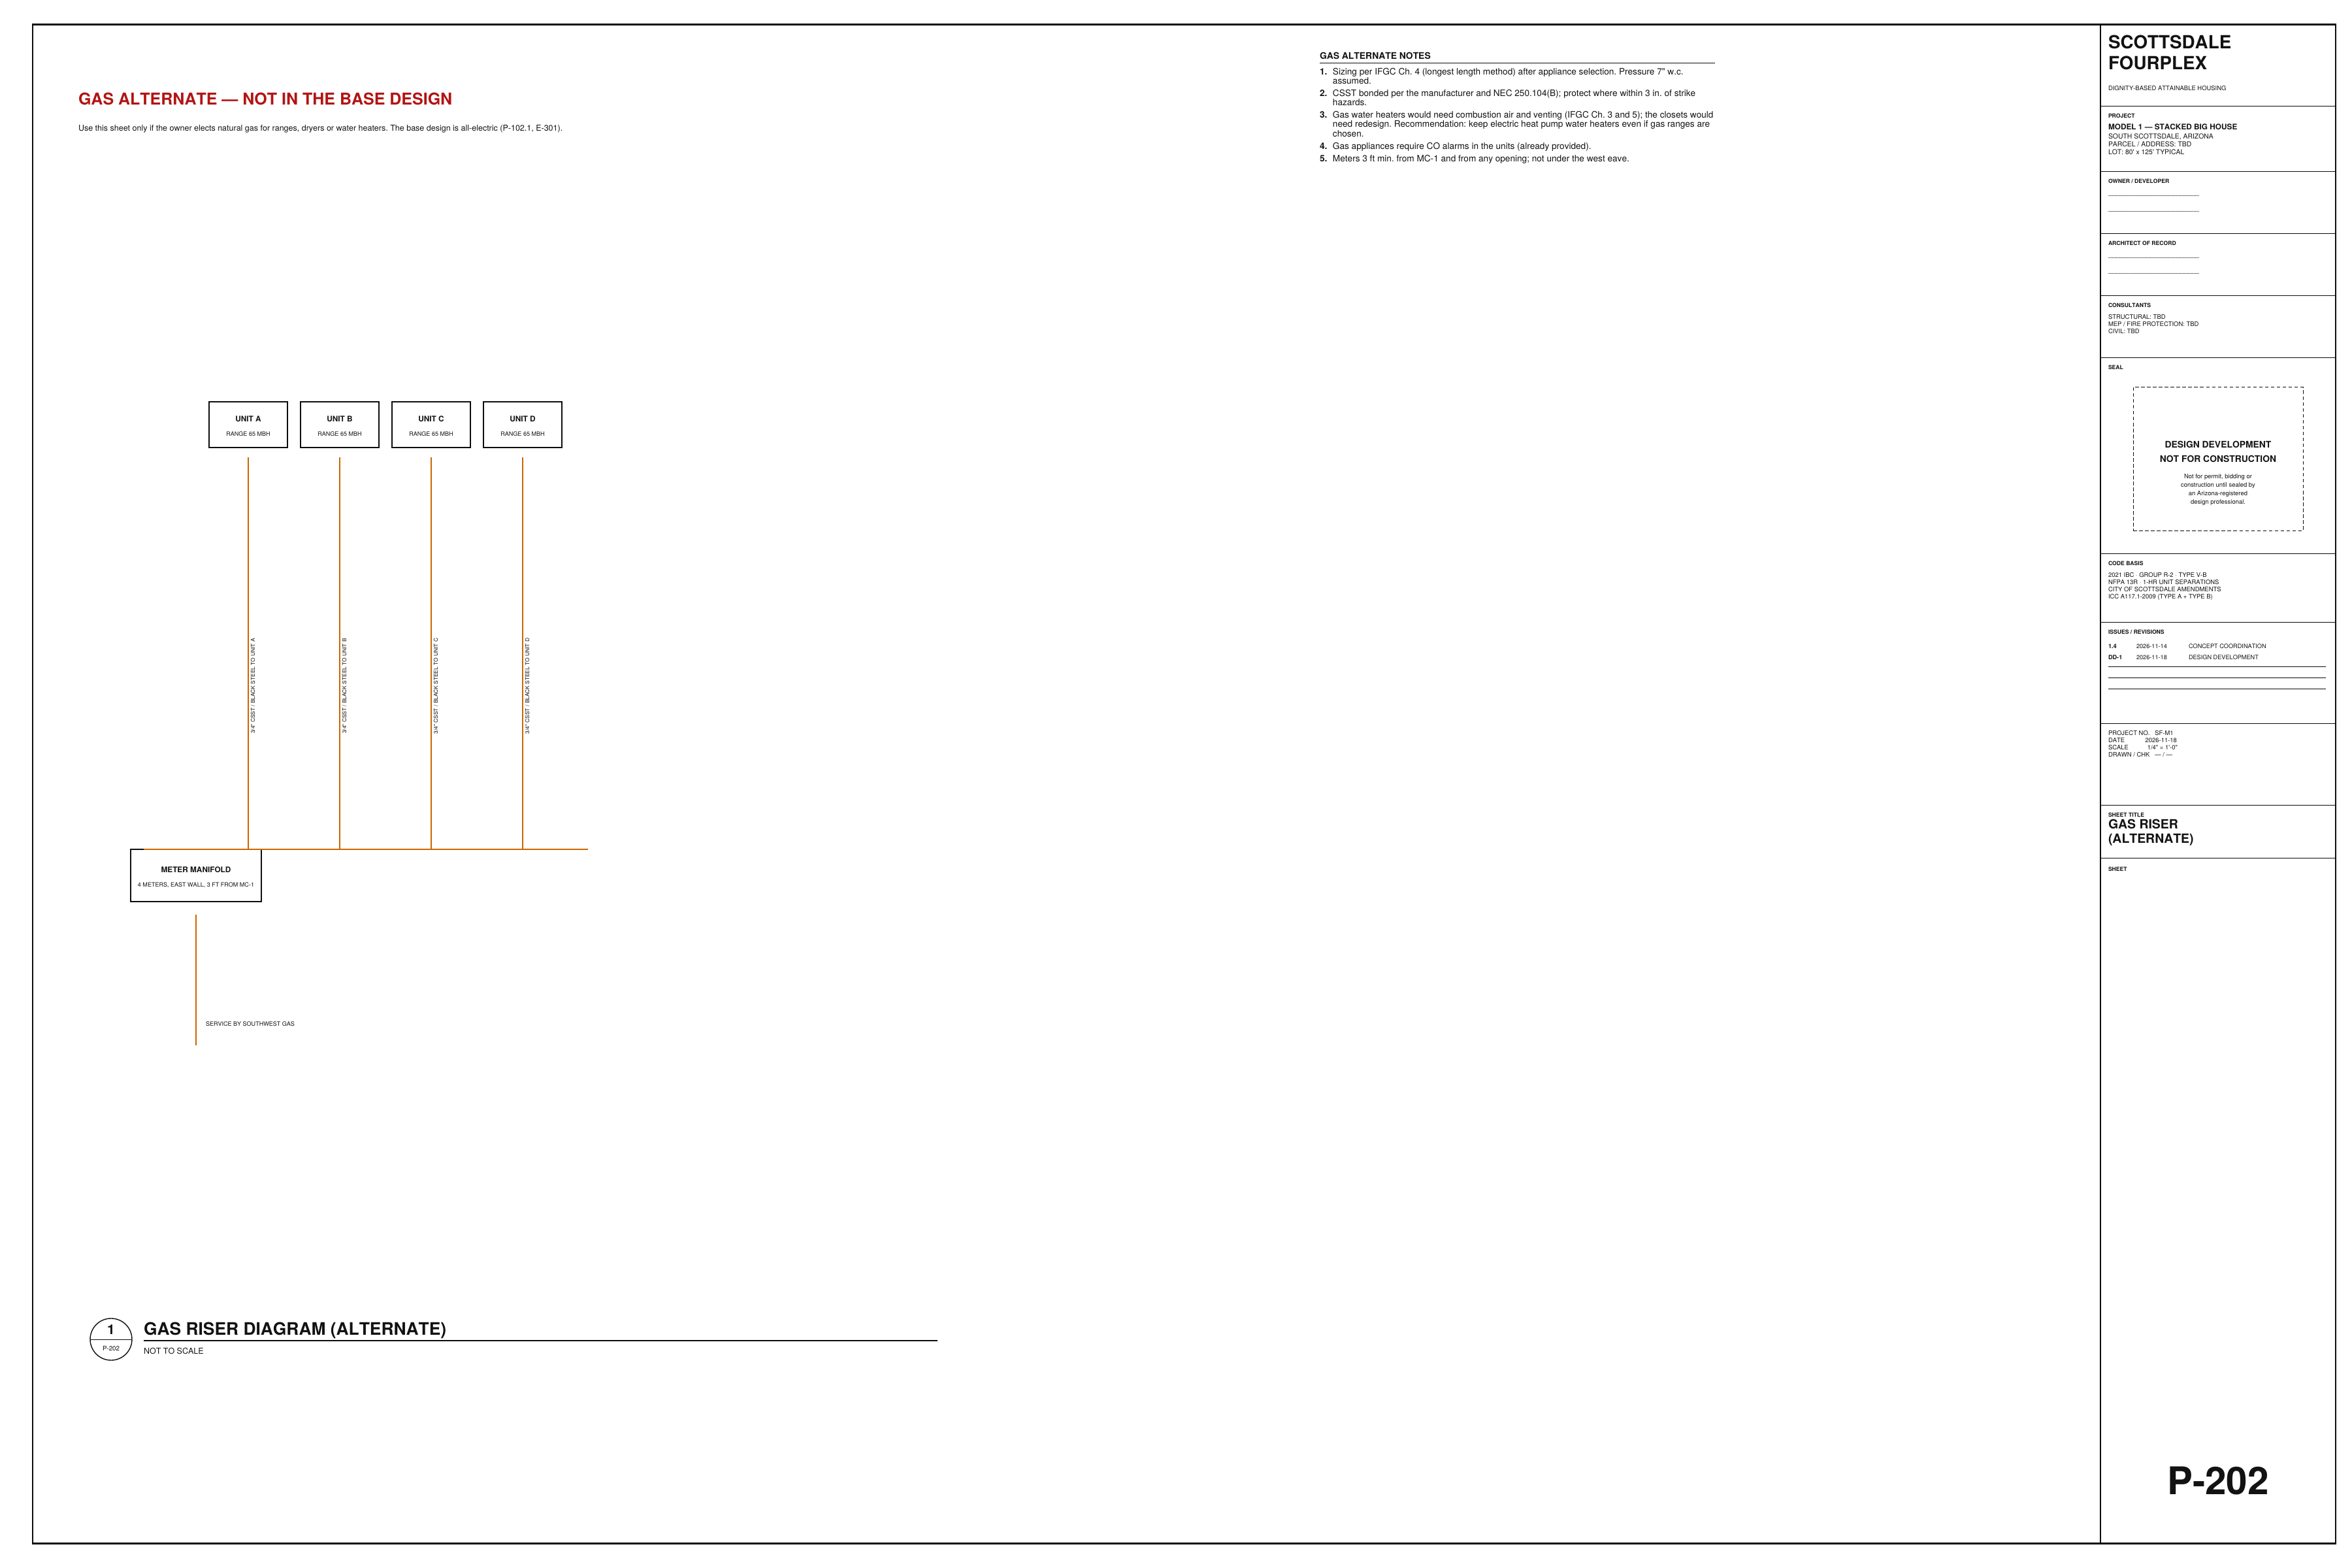 GAS ALTERNATE — NOT IN THE BASE DESIGN
Use this sheet only if the owner elects natural gas for ranges, dryers or water heaters. The base design is all-electric (P-102.1, E-301).
GAS ALTERNATE NOTES
1. Sizing per IFGC Ch. 4 (longest length method) after appliance selection. Pressure 7" w.c.
assumed.
2. CSST bonded per the manufacturer and NEC 250.104(B); protect where within 3 in. of strike
hazards.
3. Gas water heaters would need combustion air and venting (IFGC Ch. 3 and 5); the closets would
need redesign. Recommendation: keep electric heat pump water heaters even if gas ranges are
chosen.
4. Gas appliances require CO alarms in the units (already provided).
5. Meters 3 ft min. from MC-1 and from any opening; not under the west eave.
UNIT A
RANGE 65 MBH
UNIT B
RANGE 65 MBH
UNIT C
RANGE 65 MBH
UNIT D
RANGE 65 MBH
3/4" CSST / BLACK STEEL TO UNIT A
3/4" CSST / BLACK STEEL TO UNIT B
3/4" CSST / BLACK STEEL TO UNIT C
3/4" CSST / BLACK STEEL TO UNIT D
METER MANIFOLD
4 METERS, EAST WALL, 3 FT FROM MC-1
SERVICE BY SOUTHWEST GAS
1
P-202
GAS RISER DIAGRAM (ALTERNATE)
NOT TO SCALE
SCOTTSDALE
FOURPLEX
DIGNITY-BASED ATTAINABLE HOUSING
PROJECT
MODEL 1 — STACKED BIG HOUSE
SOUTH SCOTTSDALE, ARIZONA
PARCEL / ADDRESS: TBD
LOT: 80' x 125' TYPICAL
OWNER / DEVELOPER
ARCHITECT OF RECORD
CONSULTANTS
STRUCTURAL: TBD
MEP / FIRE PROTECTION: TBD
CIVIL: TBD
SEAL
DESIGN DEVELOPMENT
NOT FOR CONSTRUCTION
Not for permit, bidding or
construction until sealed by
an Arizona-registered
design professional.
CODE BASIS
2021 IBC · GROUP R-2 · TYPE V-B
NFPA 13R · 1-HR UNIT SEPARATIONS
CITY OF SCOTTSDALE AMENDMENTS
ICC A117.1-2009 (TYPE A + TYPE B)
ISSUES / REVISIONS
1.4 2026-11-14 CONCEPT COORDINATION
DD-1 2026-11-18 DESIGN DEVELOPMENT
PROJECT NO. SF-M1
DATE 2026-11-18
SCALE 1/4" = 1'-0"
DRAWN / CHK — / —
SHEET TITLE
GAS RISER
(ALTERNATE)
SHEET
P-202